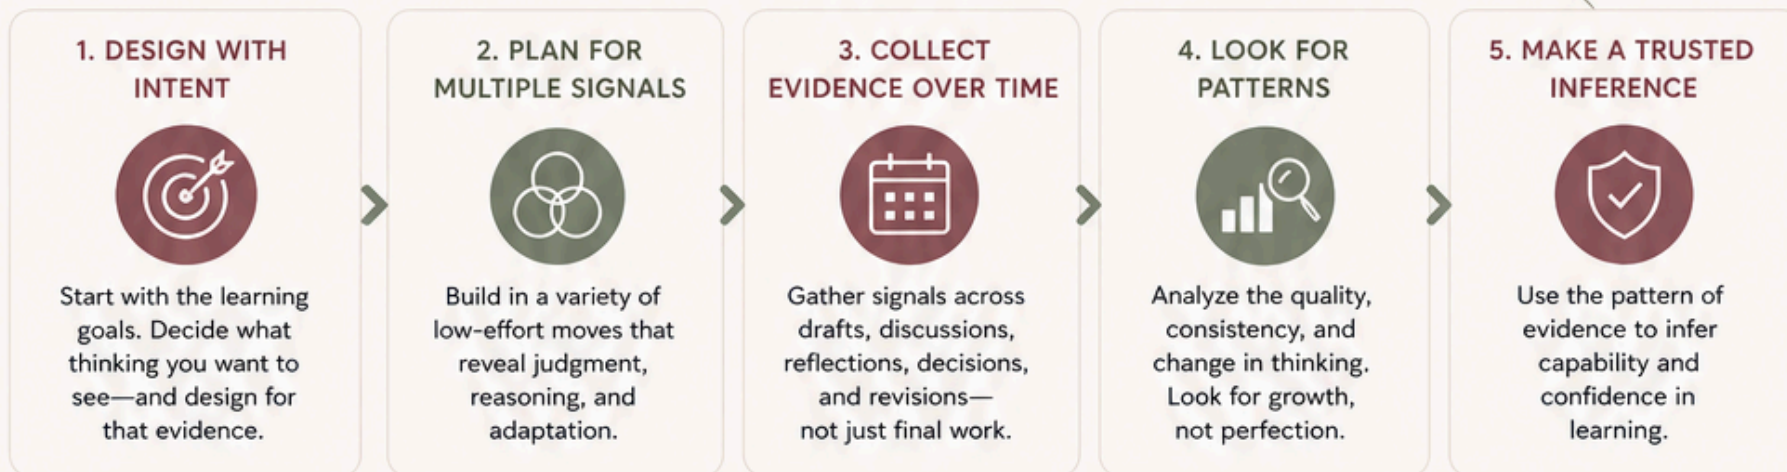 1. DESIGN WITH
INTENT
Start with the learning
goals. Decide what
thinking you want to
see—and design for
that evidence.
2. PLAN FOR
MULTIPLE SIGNALS
Build in a variety of
low-effort moves that
reveal judgment,
reasoning, and
adaptation.
3. COLLECT
EVIDENCE OVER TIME
Gather signals across
drafts, discussions,
reflections, decisions,
and revisions—
not just final work.
4. LOOK FOR
PATTERNS
Analyze the quality,
consistency, and
change in thinking.
Look for growth,
not perfection.
5. MAKE A TRUSTED
INFERENCE
Use the pattern of
evidence to infer
capability and
confidence in
learning.